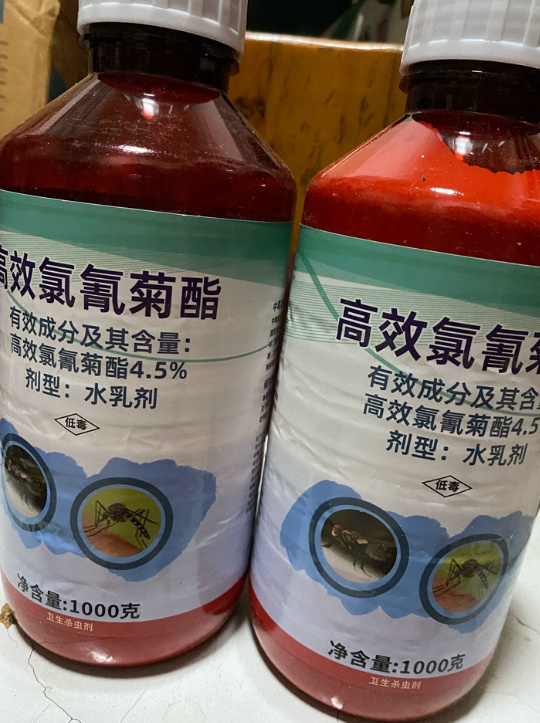 高效氯氰菊酯
有效成分及其含量：
高效氯氰菊酯4.5%
剂型：水乳剂
低毒
净含量:1000克
卫生杀虫剂
高效氯氰菊
有效成分及其含
高效氯氰菊酯4.5
剂型：水乳剂
低毒
净含量:1000克
卫生杀虫剂